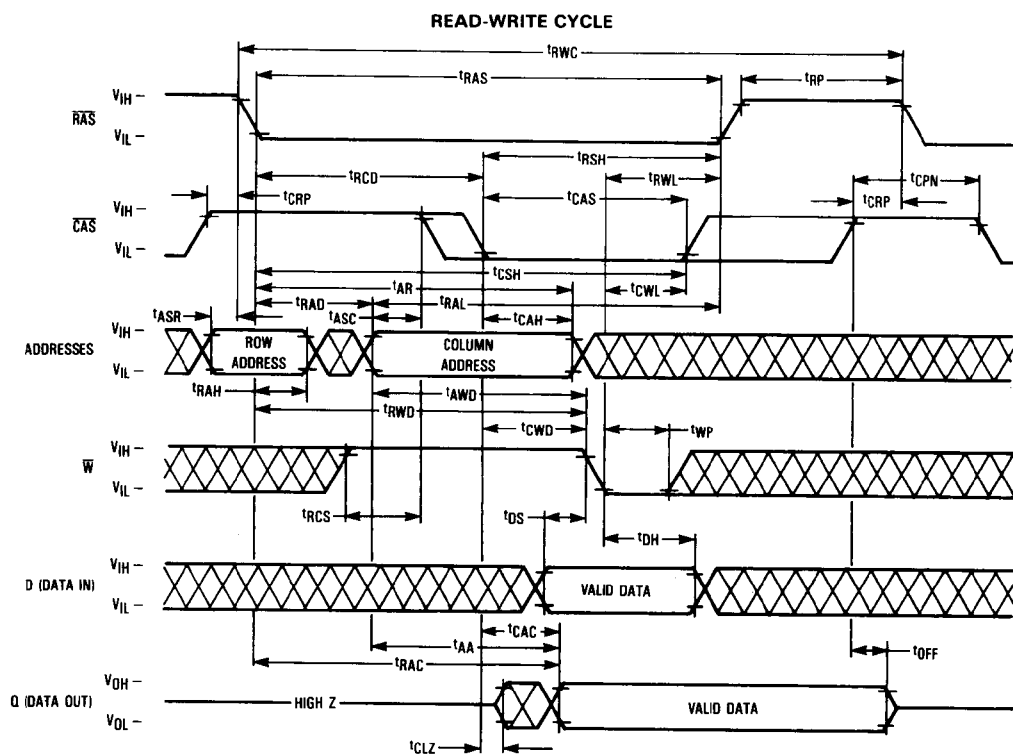 READ-WRITE CYCLE
tRWC
tRAS
tRP
VIH
RAS
VIL
tRSH
tRCD
tRWL
tCPN
tCRP
tCAS
tCRP
VIH
CAS
VIL
tCSH
tCWL
tAR
tRAD
tRAL
tASR
tASC
tCAH
VIH
ADDRESSES
ROW ADDRESS
COLUMN ADDRESS
VIL
tRAH
tAWD
tRWD
tCWD
tWP
VIH
W
VIL
tRCS
tDS
tDH
VIH
D (DATA IN)
VALID DATA
VIL
tCAC
tAA
tRAC
tOFF
VOH
Q (DATA OUT)
HIGH Z
VALID DATA
VOL
tCLZ